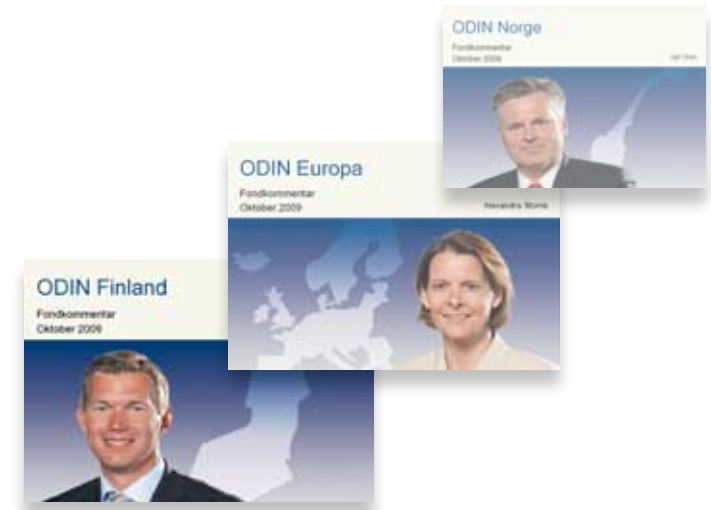 ODIN Norge
Fondkommentar
Oktober 2009
ODIN Europa
Fondkommentar
Oktober 2009
Alexandra Morris
ODIN Finland
Fondkommentar
Oktober 2009